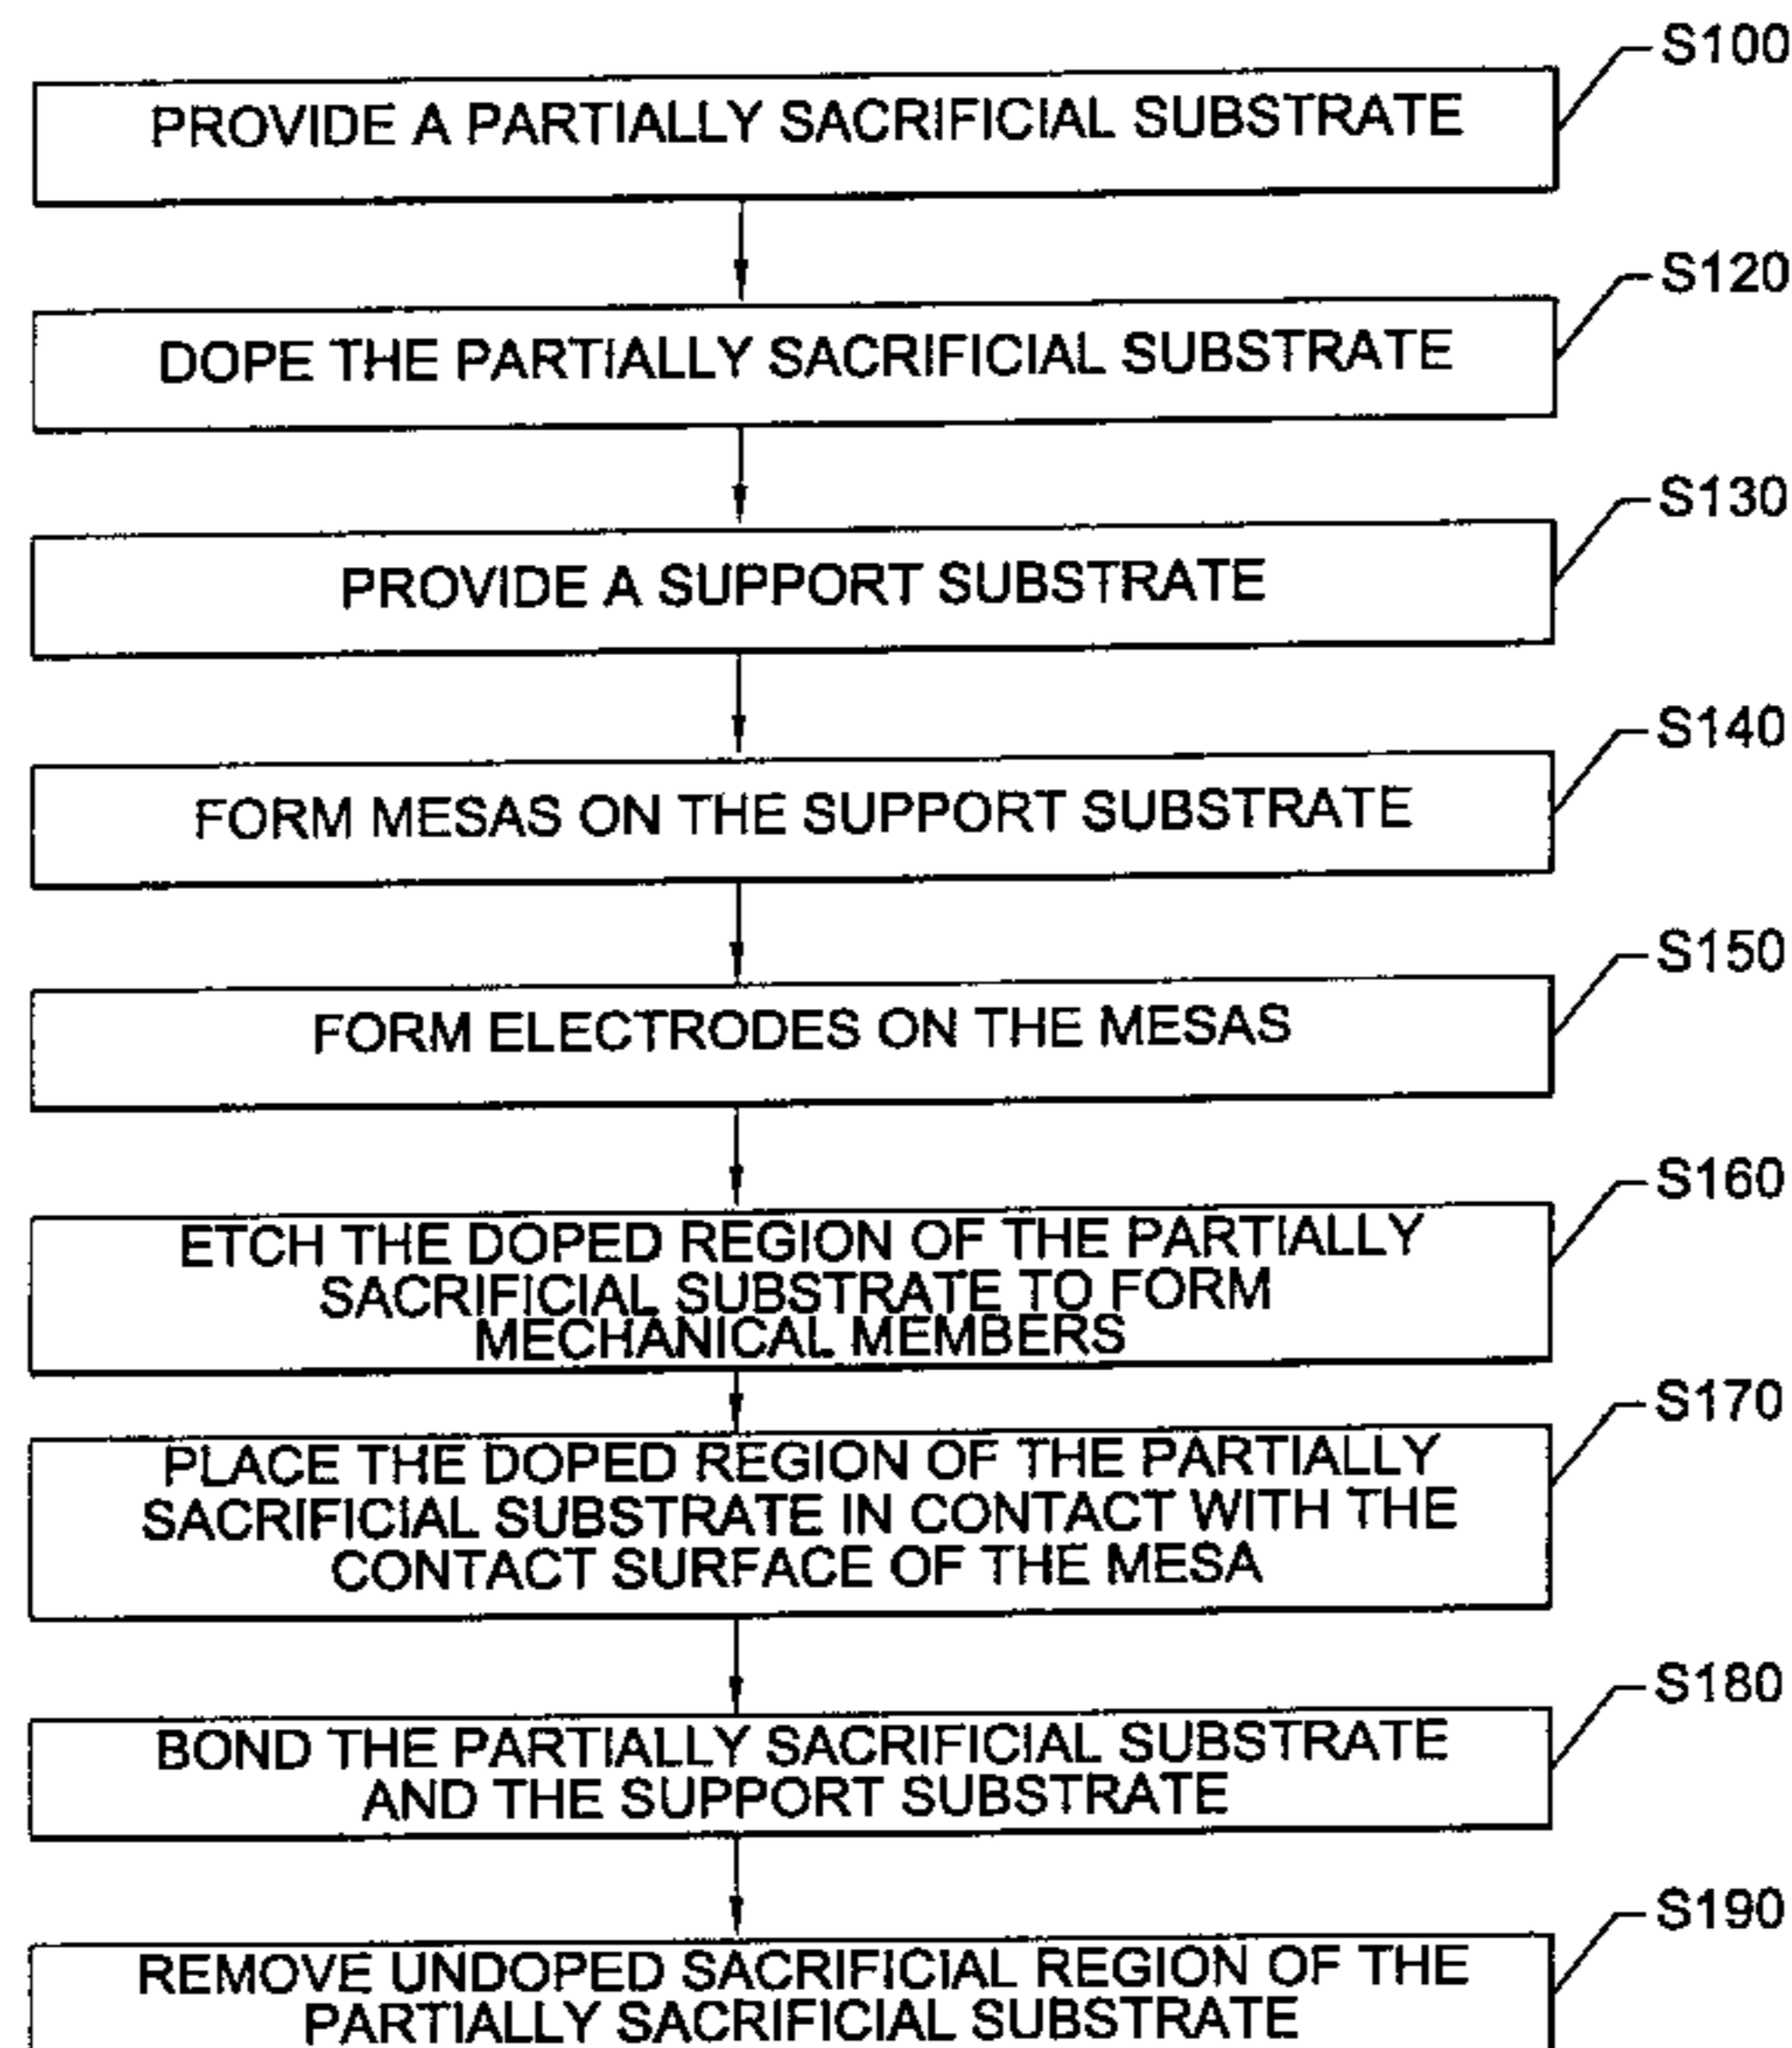 S100
PROVIDE A PARTIALLY SACRIFICIAL SUBSTRATE
S120
DOPE THE PARTIALLY SACRIFICIAL SUBSTRATE
S130
PROVIDE A SUPPORT SUBSTRATE
S140
FORM MESAS ON THE SUPPORT SUBSTRATE
S150
FORM ELECTRODES ON THE MESAS
S160
ETCH THE DOPED REGION OF THE PARTIALLY
SACRIFICIAL SUBSTRATE TO FORM
MECHANICAL MEMBERS
S170
PLACE THE DOPED REGION OF THE PARTIALLY
SACRIFICIAL SUBSTRATE IN CONTACT WITH THE
CONTACT SURFACE OF THE MESA
S180
BOND THE PARTIALLY SACRIFICIAL SUBSTRATE
AND THE SUPPORT SUBSTRATE
S190
REMOVE UNDOPED SACRIFICIAL REGION OF THE
PARTIALLY SACRIFICIAL SUBSTRATE